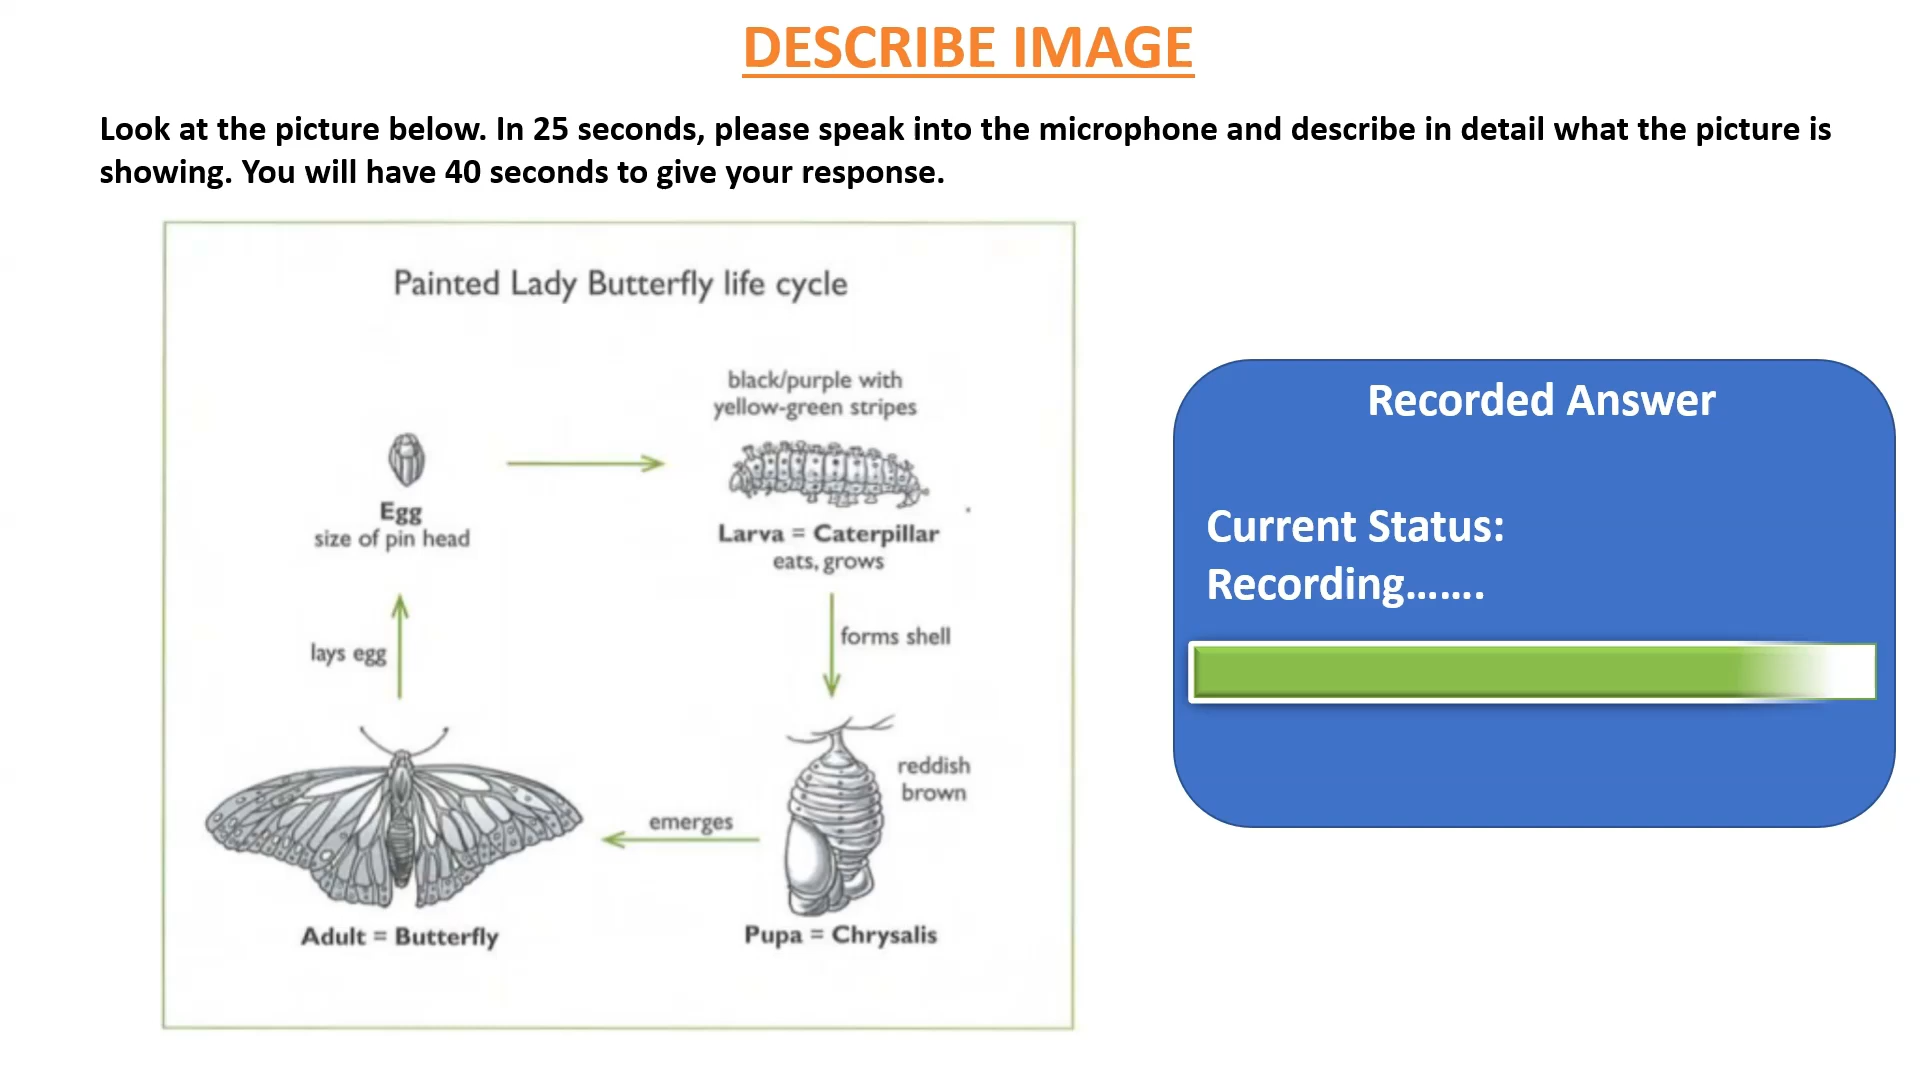 DESCRIBE IMAGE
Look at the picture below. In 25 seconds, please speak into the microphone and describe in detail what the picture is
showing. You will have 40 seconds to give your response.
Painted Lady Butterfly life cycle
black/purple with
yellow-green stripes
Egg
size of pin head
Larva = Caterpillar
eats, grows
forms shell
lays egg
reddish
brown
emerges
Adult = Butterfly
Pupa = Chrysalis
Recorded Answer
Current Status:
Recording.......